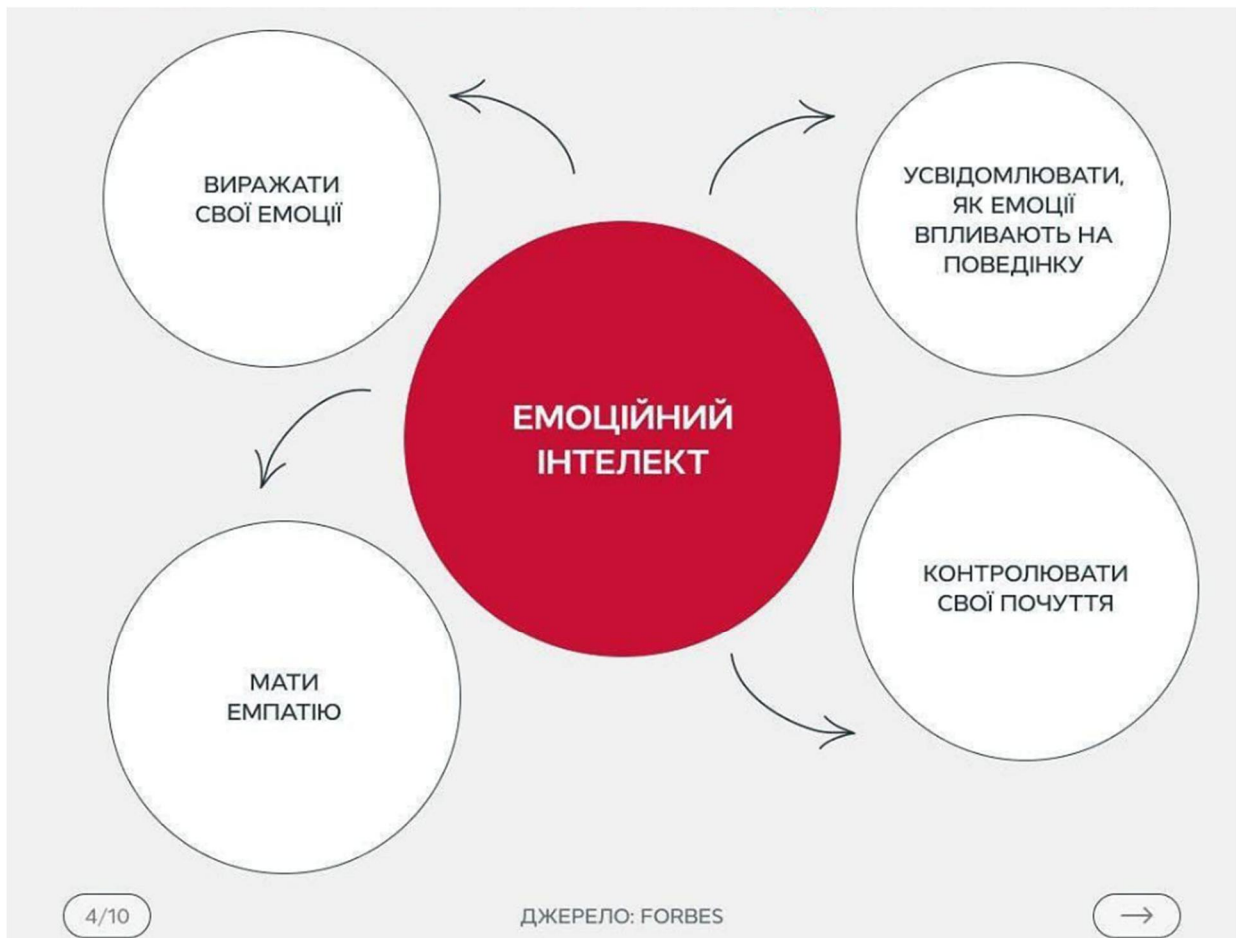 ВИРАЖАТИ
СВОЇ ЕМОЦІЇ
УСВІДОМЛЮВАТИ,
ЯК ЕМОЦІЇ
ВПЛИВАЮТЬ НА
ПОВЕДІНКУ
ЕМОЦІЙНИЙ
ІНТЕЛЕКТ
КОНТРОЛЮВАТИ
СВОЇ ПОЧУТТЯ
МАТИ
ЕМПАТІЮ
4/10
ДЖЕРЕЛО: FORBES